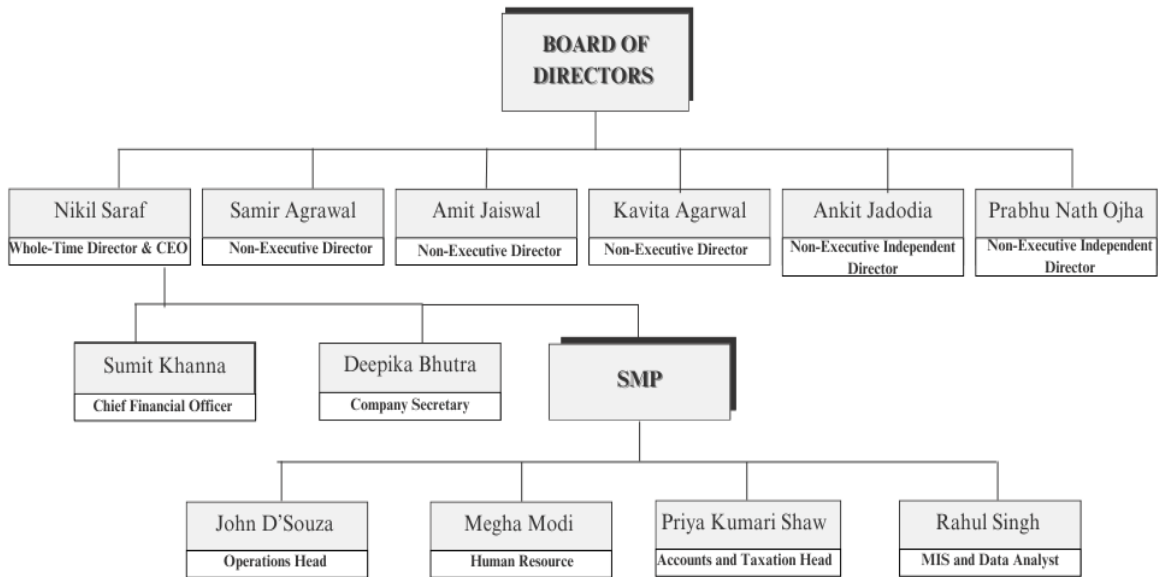 BOARD OF
DIRECTORS
Nikil Saraf
Whole-Time Director & CEO
Samir Agrawal
Non-Executive Director
Amit Jaiswal
Non-Executive Director
Kavita Agarwal
Non-Executive Director
Ankit Jadodia
Non-Executive Independent
Director
Prabhu Nath Ojha
Non-Executive Independent
Director
Sumit Khanna
Chief Financial Officer
Deepika Bhutra
Company Secretary
SMP
John D’Souza
Operations Head
Megha Modi
Human Resource
Priya Kumari Shaw
Accounts and Taxation Head
Rahul Singh
MIS and Data Analyst